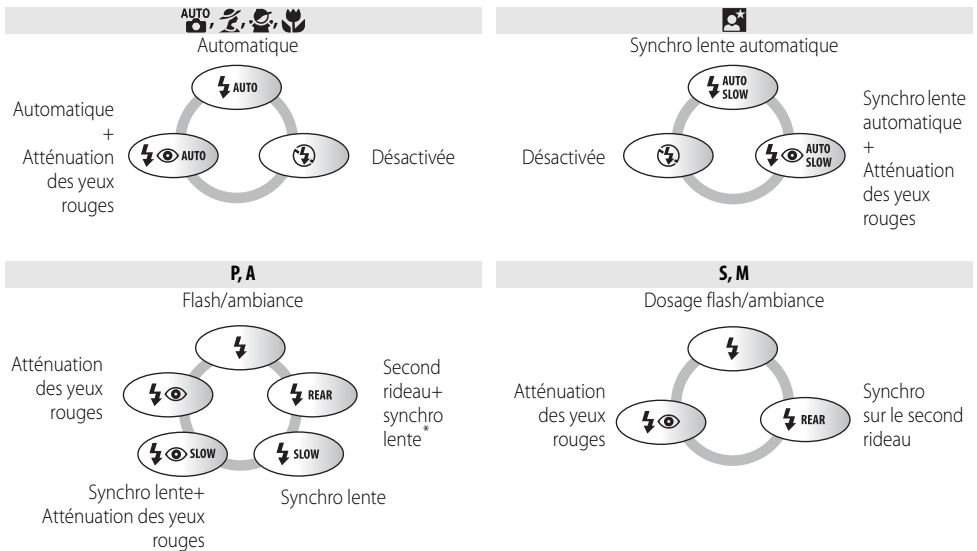 AUTO , , ,
Automatique
AUTO
Automatique
+
Atténuation
des yeux
rouges
AUTO
Désactivée
Synchro lente automatique
AUTO
SLOW
Désactivée
AUTO
SLOW
Synchro lente
automatique
+
Atténuation
des yeux
rouges
P, A
Flash/ambiance
Atténuation
des yeux
rouges
REAR
Second
rideau+
synchro
lente*
SLOW
SLOW
Synchro lente+
Atténuation des yeux
rouges
Synchro lente
S, M
Dosage flash/ambiance
Atténuation
des yeux
rouges
REAR
Synchro
sur le second
rideau